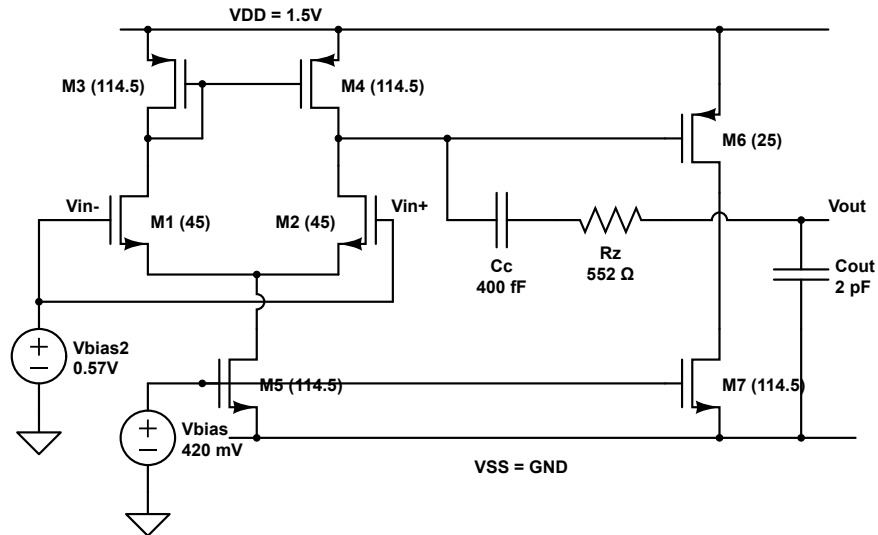 VDD = 1.5V
M3 (114.5)
M4 (114.5)
M6 (25)
Vin-
M1 (45)
M2 (45)
Vin+
Vout
Cc
400 fF
Rz
552 Ω
Cout
2 pF
Vbias2
0.57V
M5 (114.5)
M7 (114.5)
Vbias
420 mV
VSS = GND